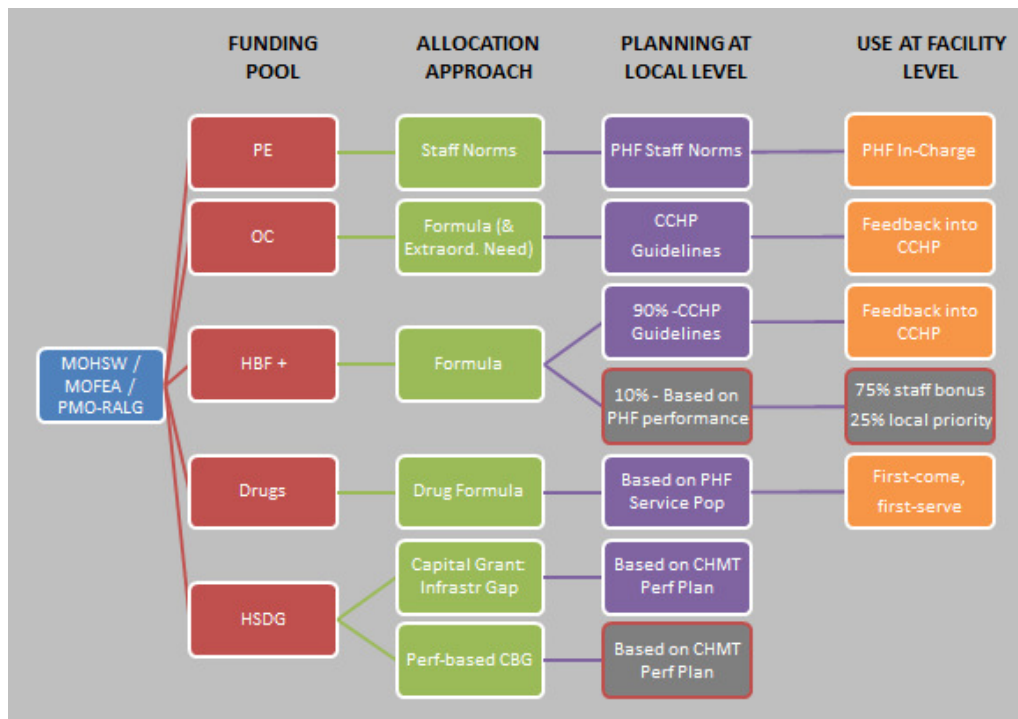 FUNDING
POOL
ALLOCATION
APPROACH
PLANNING AT
LOCAL LEVEL
USE AT FACILITY
LEVEL
MOHSW /
MOFEA /
PMO-RALG
PE
Staff Norms
PHF Staff Norms
PHF In-Charge
OC
Formula (&
Extraord. Need)
CCHP
Guidelines
Feedback into
CCHP
HBF +
Formula
90% -CCHP
Guidelines
Feedback into
CCHP
10% - Based on
PHF performance
75% staff bonus
25% local priority
Drugs
Drug Formula
Based on PHF
Service Pop
First-come,
first-serve
HSDG
Capital Grant:
Infrastr Gap
Based on CHMT
Perf Plan
Perf-based CBG
Based on CHMT
Perf Plan